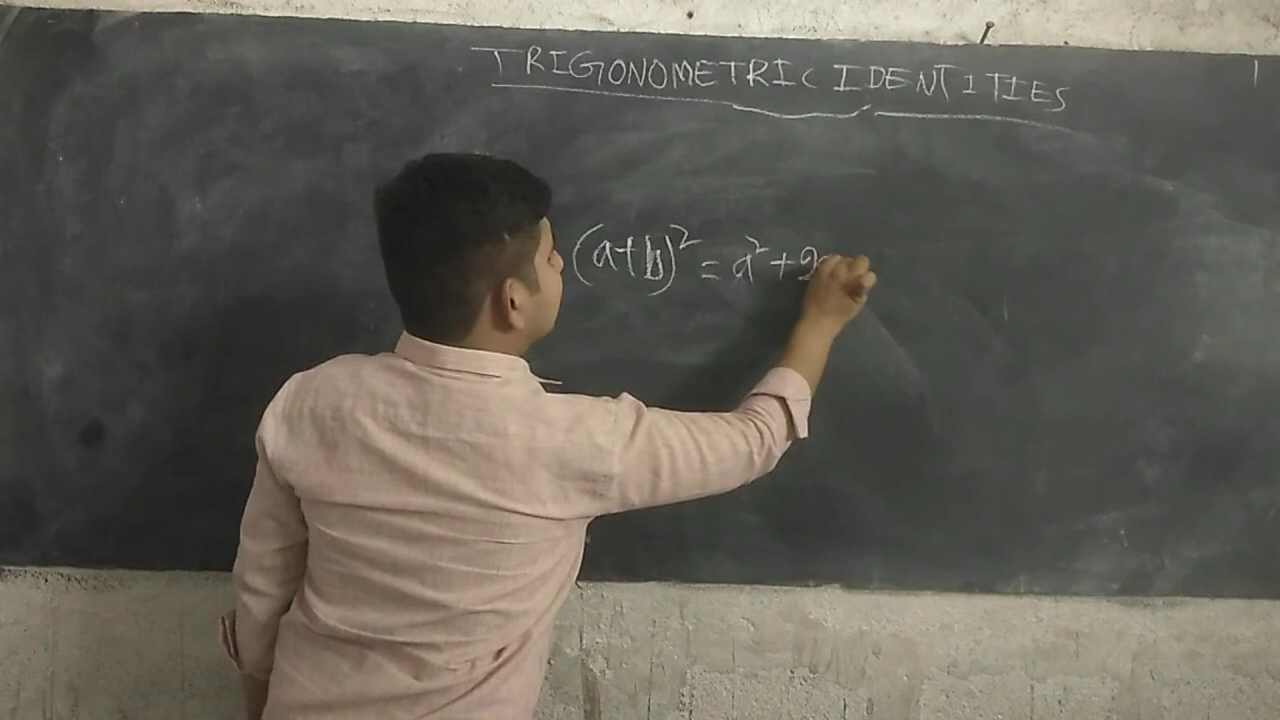 TRIGONOMETRIC IDENTITIES
(a+b)² = a² + 2